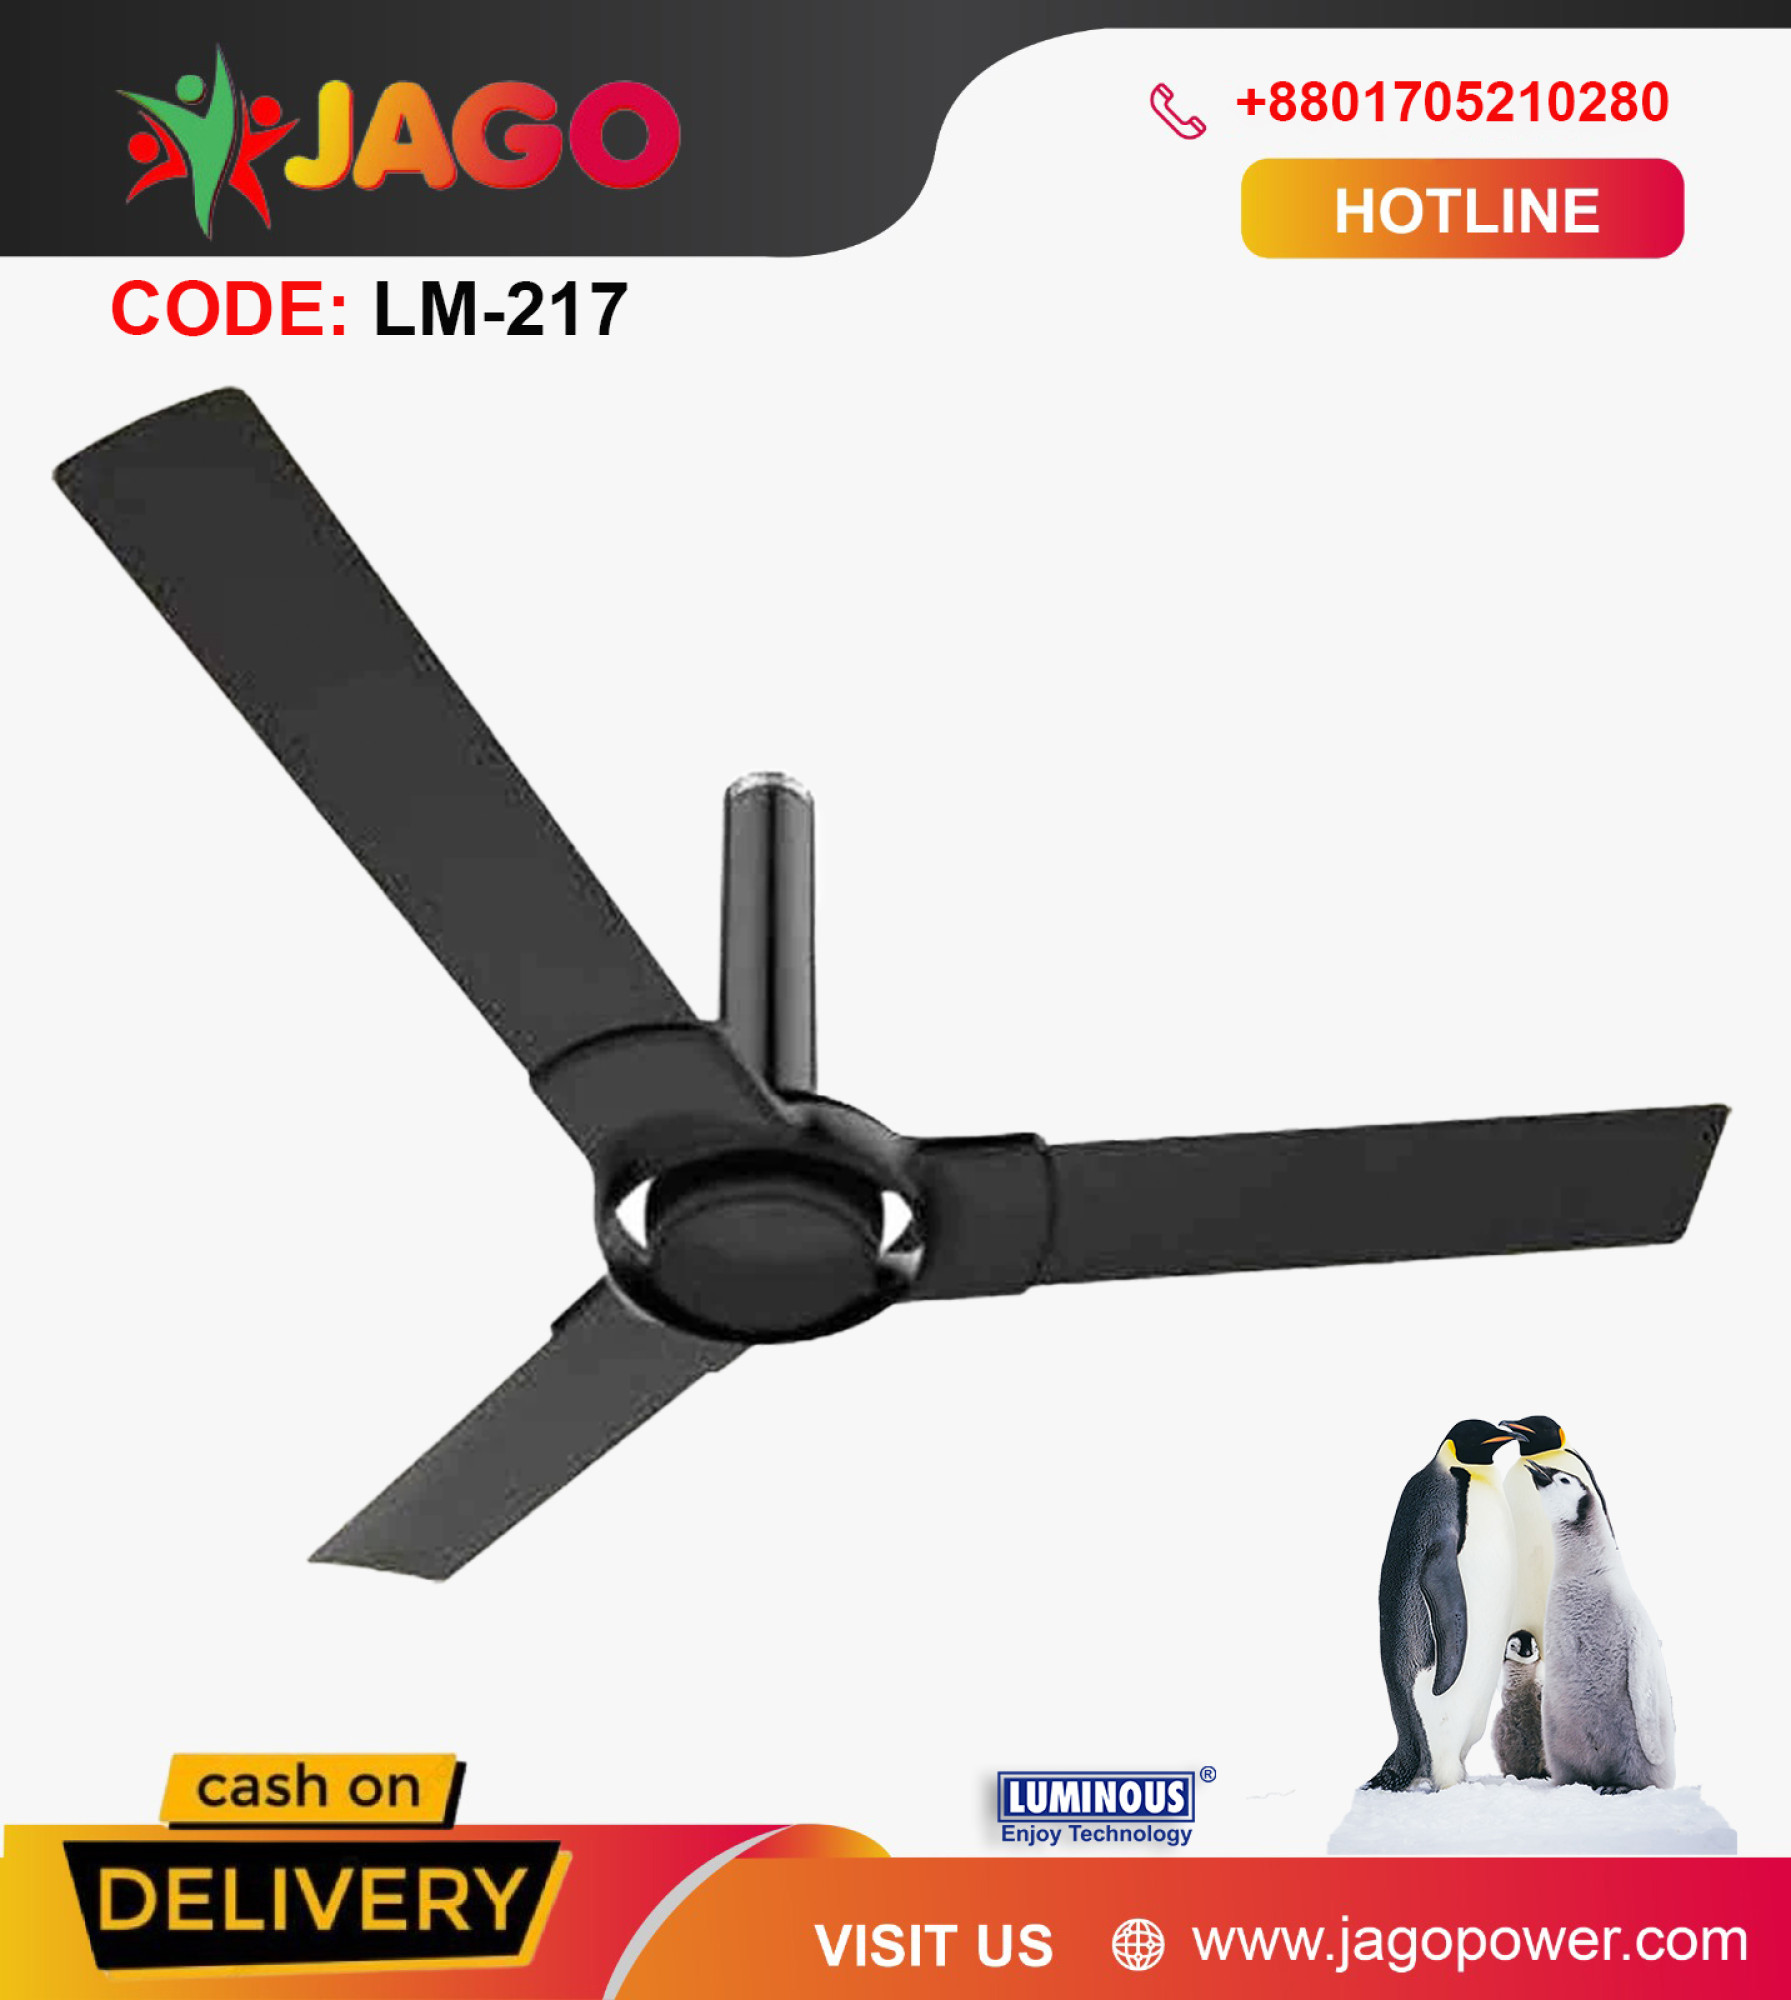 JAGO
+8801705210280
HOTLINE
CODE: LM-217
cash on
DELIVERY
LUMINOUS®
Enjoy Technology
VISIT US www.jagopower.com